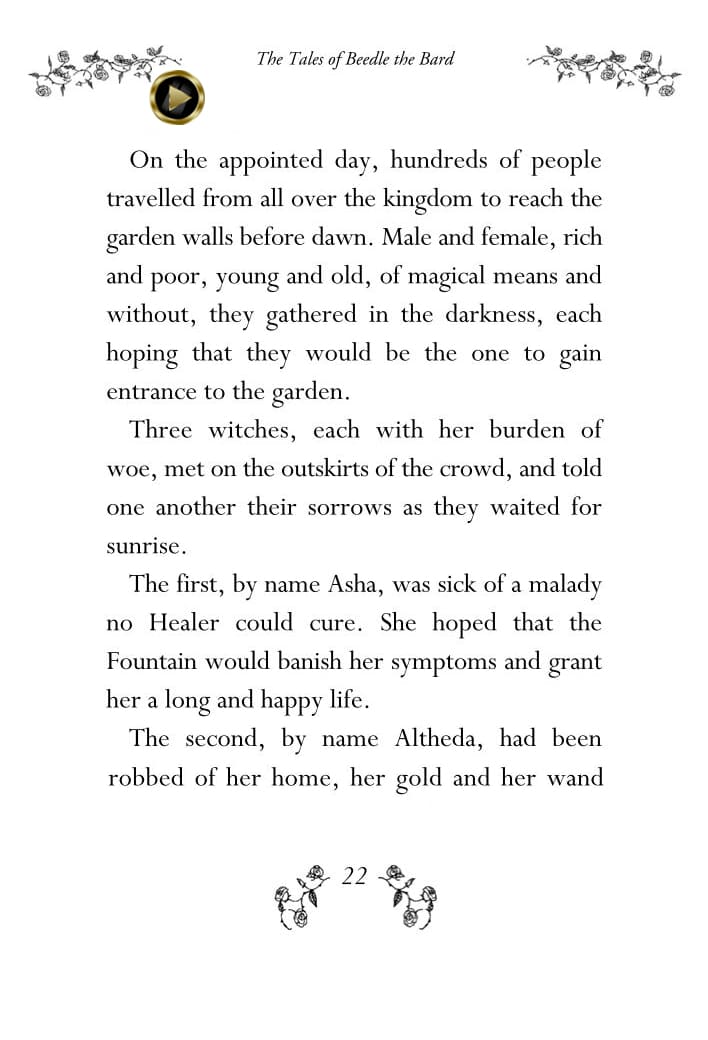 The Tales of Beedle the Bard
On the appointed day, hundreds of people
travelled from all over the kingdom to reach the
garden walls before dawn. Male and female, rich
and poor, young and old, of magical means and
without, they gathered in the darkness, each
hoping that they would be the one to gain
entrance to the garden.
Three witches, each with her burden of
woe, met on the outskirts of the crowd, and told
one another their sorrows as they waited for
sunrise.
The first, by name Asha, was sick of a malady
no Healer could cure. She hoped that the
Fountain would banish her symptoms and grant
her a long and happy life.
The second, by name Altheda, had been
robbed of her home, her gold and her wand
22